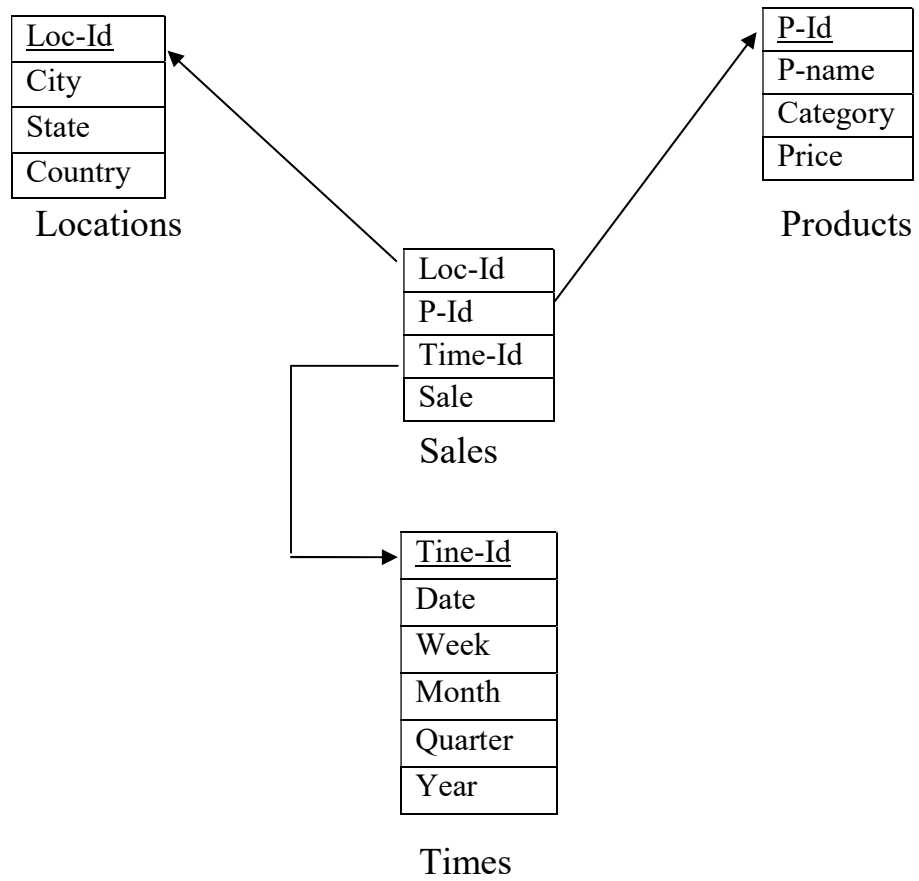 Loc-Id
City
State
Country
Locations
P-Id
P-name
Category
Price
Products
Loc-Id
P-Id
Time-Id
Sale
Sales
Tine-Id
Date
Week
Month
Quarter
Year
Times